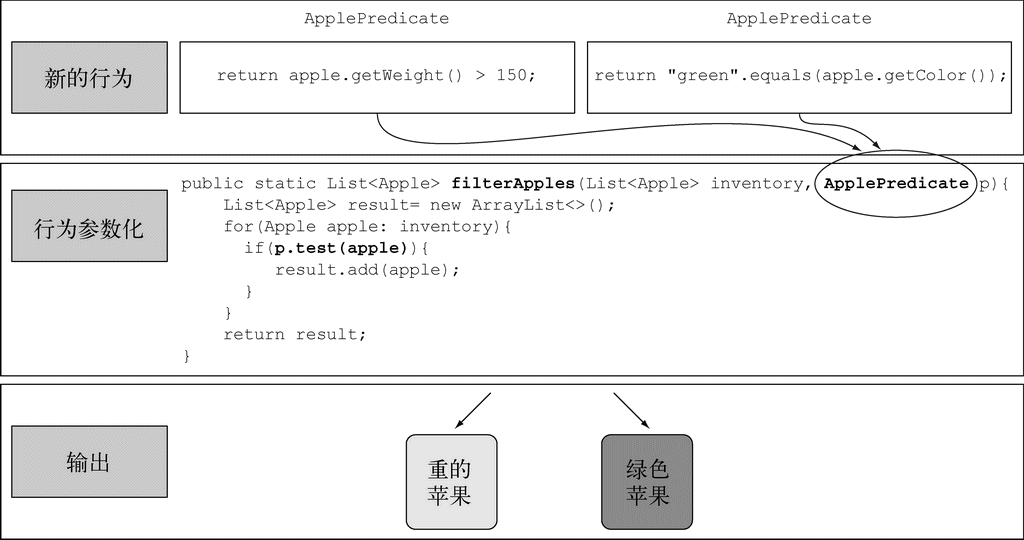 ApplePredicate
ApplePredicate
新的行为
return apple.getWeight() > 150;
return "green".equals(apple.getColor());
行为参数化
public static List<Apple> filterApples(List<Apple> inventory, ApplePredicate p){
List<Apple> result= new ArrayList<>();
for(Apple apple: inventory){
if(p.test(apple)){
result.add(apple);
}
}
return result;
}
输出
重的
苹果
绿色
苹果